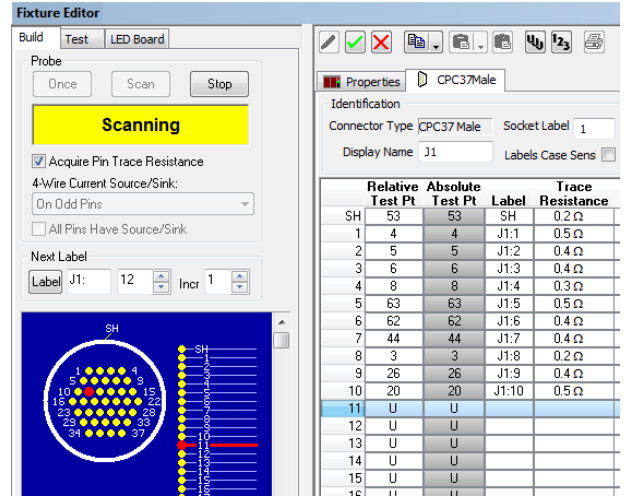 Fixture Editor
Build Test LED Board
Probe
Once Scan Stop
Scanning
Acquire Pin Trace Resistance
4-Wire Current Source/Sink:
On Odd Pins
All Pins Have Source/Sink
Next Label
Label J1: 12 Incr 1
SH
1 4
5 9
10 15
16 22
23 28
29 33
34 37
SH
1
2
3
4
5
6
7
8
9
10
11
12
13
14
15
Properties CPC37Male
Identification
Connector Type CPC37 Male Socket Label 1
Display Name J1 Labels Case Sens
Relative Absolute Trace
Test Pt Test Pt Label Resistance
SH 53 53 SH 0.2 Ω
1 4 4 J1:1 0.5 Ω
2 5 5 J1:2 0.4 Ω
3 6 6 J1:3 0.4 Ω
4 8 8 J1:4 0.3 Ω
5 63 63 J1:5 0.5 Ω
6 62 62 J1:6 0.4 Ω
7 44 44 J1:7 0.4 Ω
8 3 3 J1:8 0.2 Ω
9 26 26 J1:9 0.4 Ω
10 20 20 J1:10 0.5 Ω
11 U U
12 U U
13 U U
14 U U
15 U U
16 U U